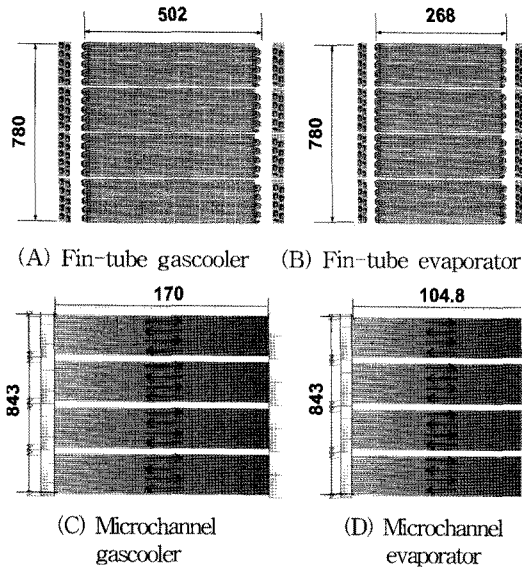 502
268
780
780
(A) Fin-tube gascooler
(B) Fin-tube evaporator
170
104.8
843
843
(C) Microchannel
gascooler
(D) Microchannel
evaporator